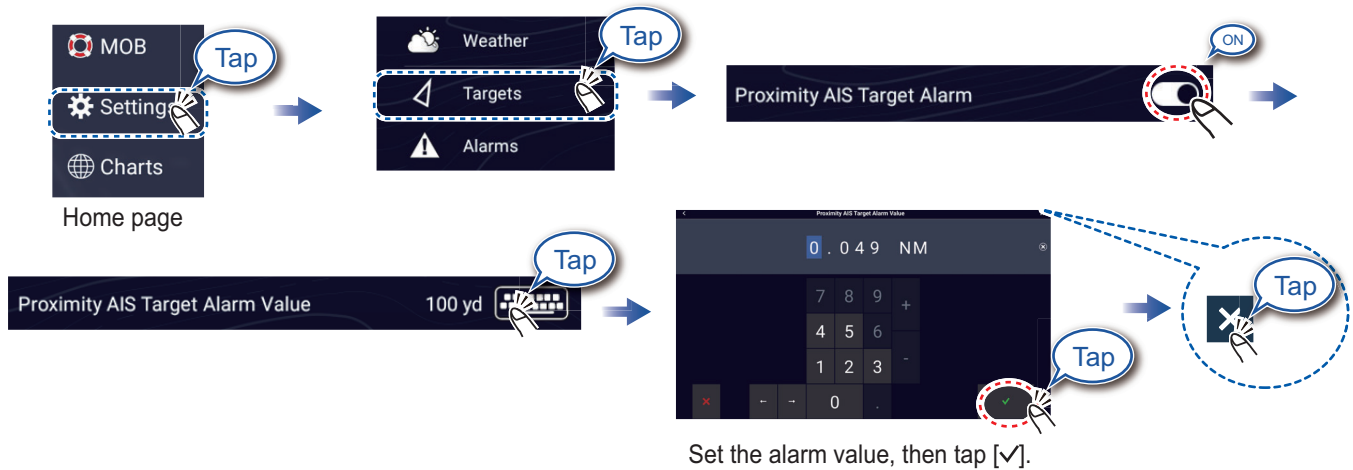 MOB
Tap
Settings
Charts
Home page
Weather
Tap
Targets
Alarms
ON
Proximity AIS Target Alarm
Proximity AIS Target Alarm Value
100 yd
Tap
Proximity AIS Target Alarm Value
0.049 NM
7 8 9 +
4 5 6
1 2 3 -
← → 0 .
Tap
Tap
Set the alarm value, then tap [✓].